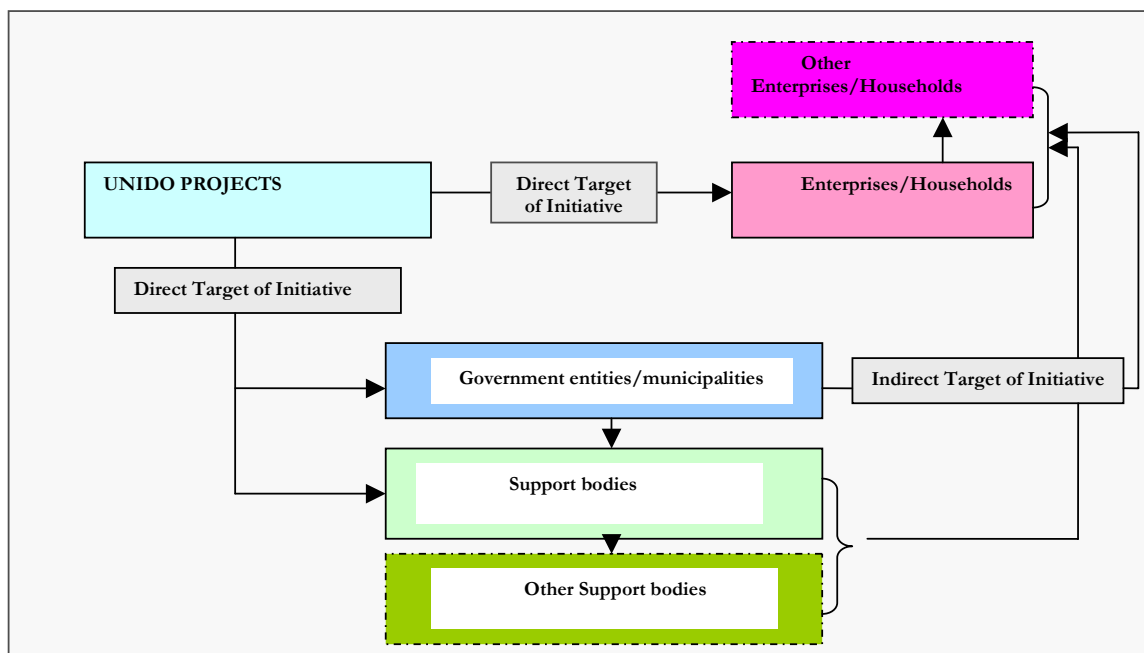 Other
Enterprises/Households
UNIDO PROJECTS
Direct Target
of Initiative
Enterprises/Households
Direct Target of Initiative
Government entities/municipalities
Indirect Target of Initiative
Support bodies
Other Support bodies